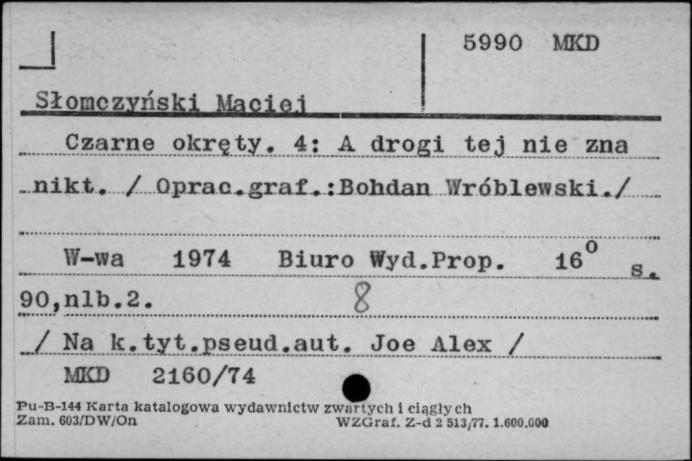 5990 MKD
Słomczyński Maciej
Czarne okręty. 4: A drogi tej nie zna
nikt. / Oprac.graf.:Bohdan Wróblewski./
W-wa 1974 Biuro Wyd.Prop. 16⁰ s.
90,nlb.2. 8
/ Na k.tyt.pseud.aut. Joe Alex /
MKD 2160/74
Pu-B-144 Karta katalogowa wydawnictw zwartych i ciągłych
Zam. 603/DW/On WZGraf. Z-d 2 513/77. 1.600.000